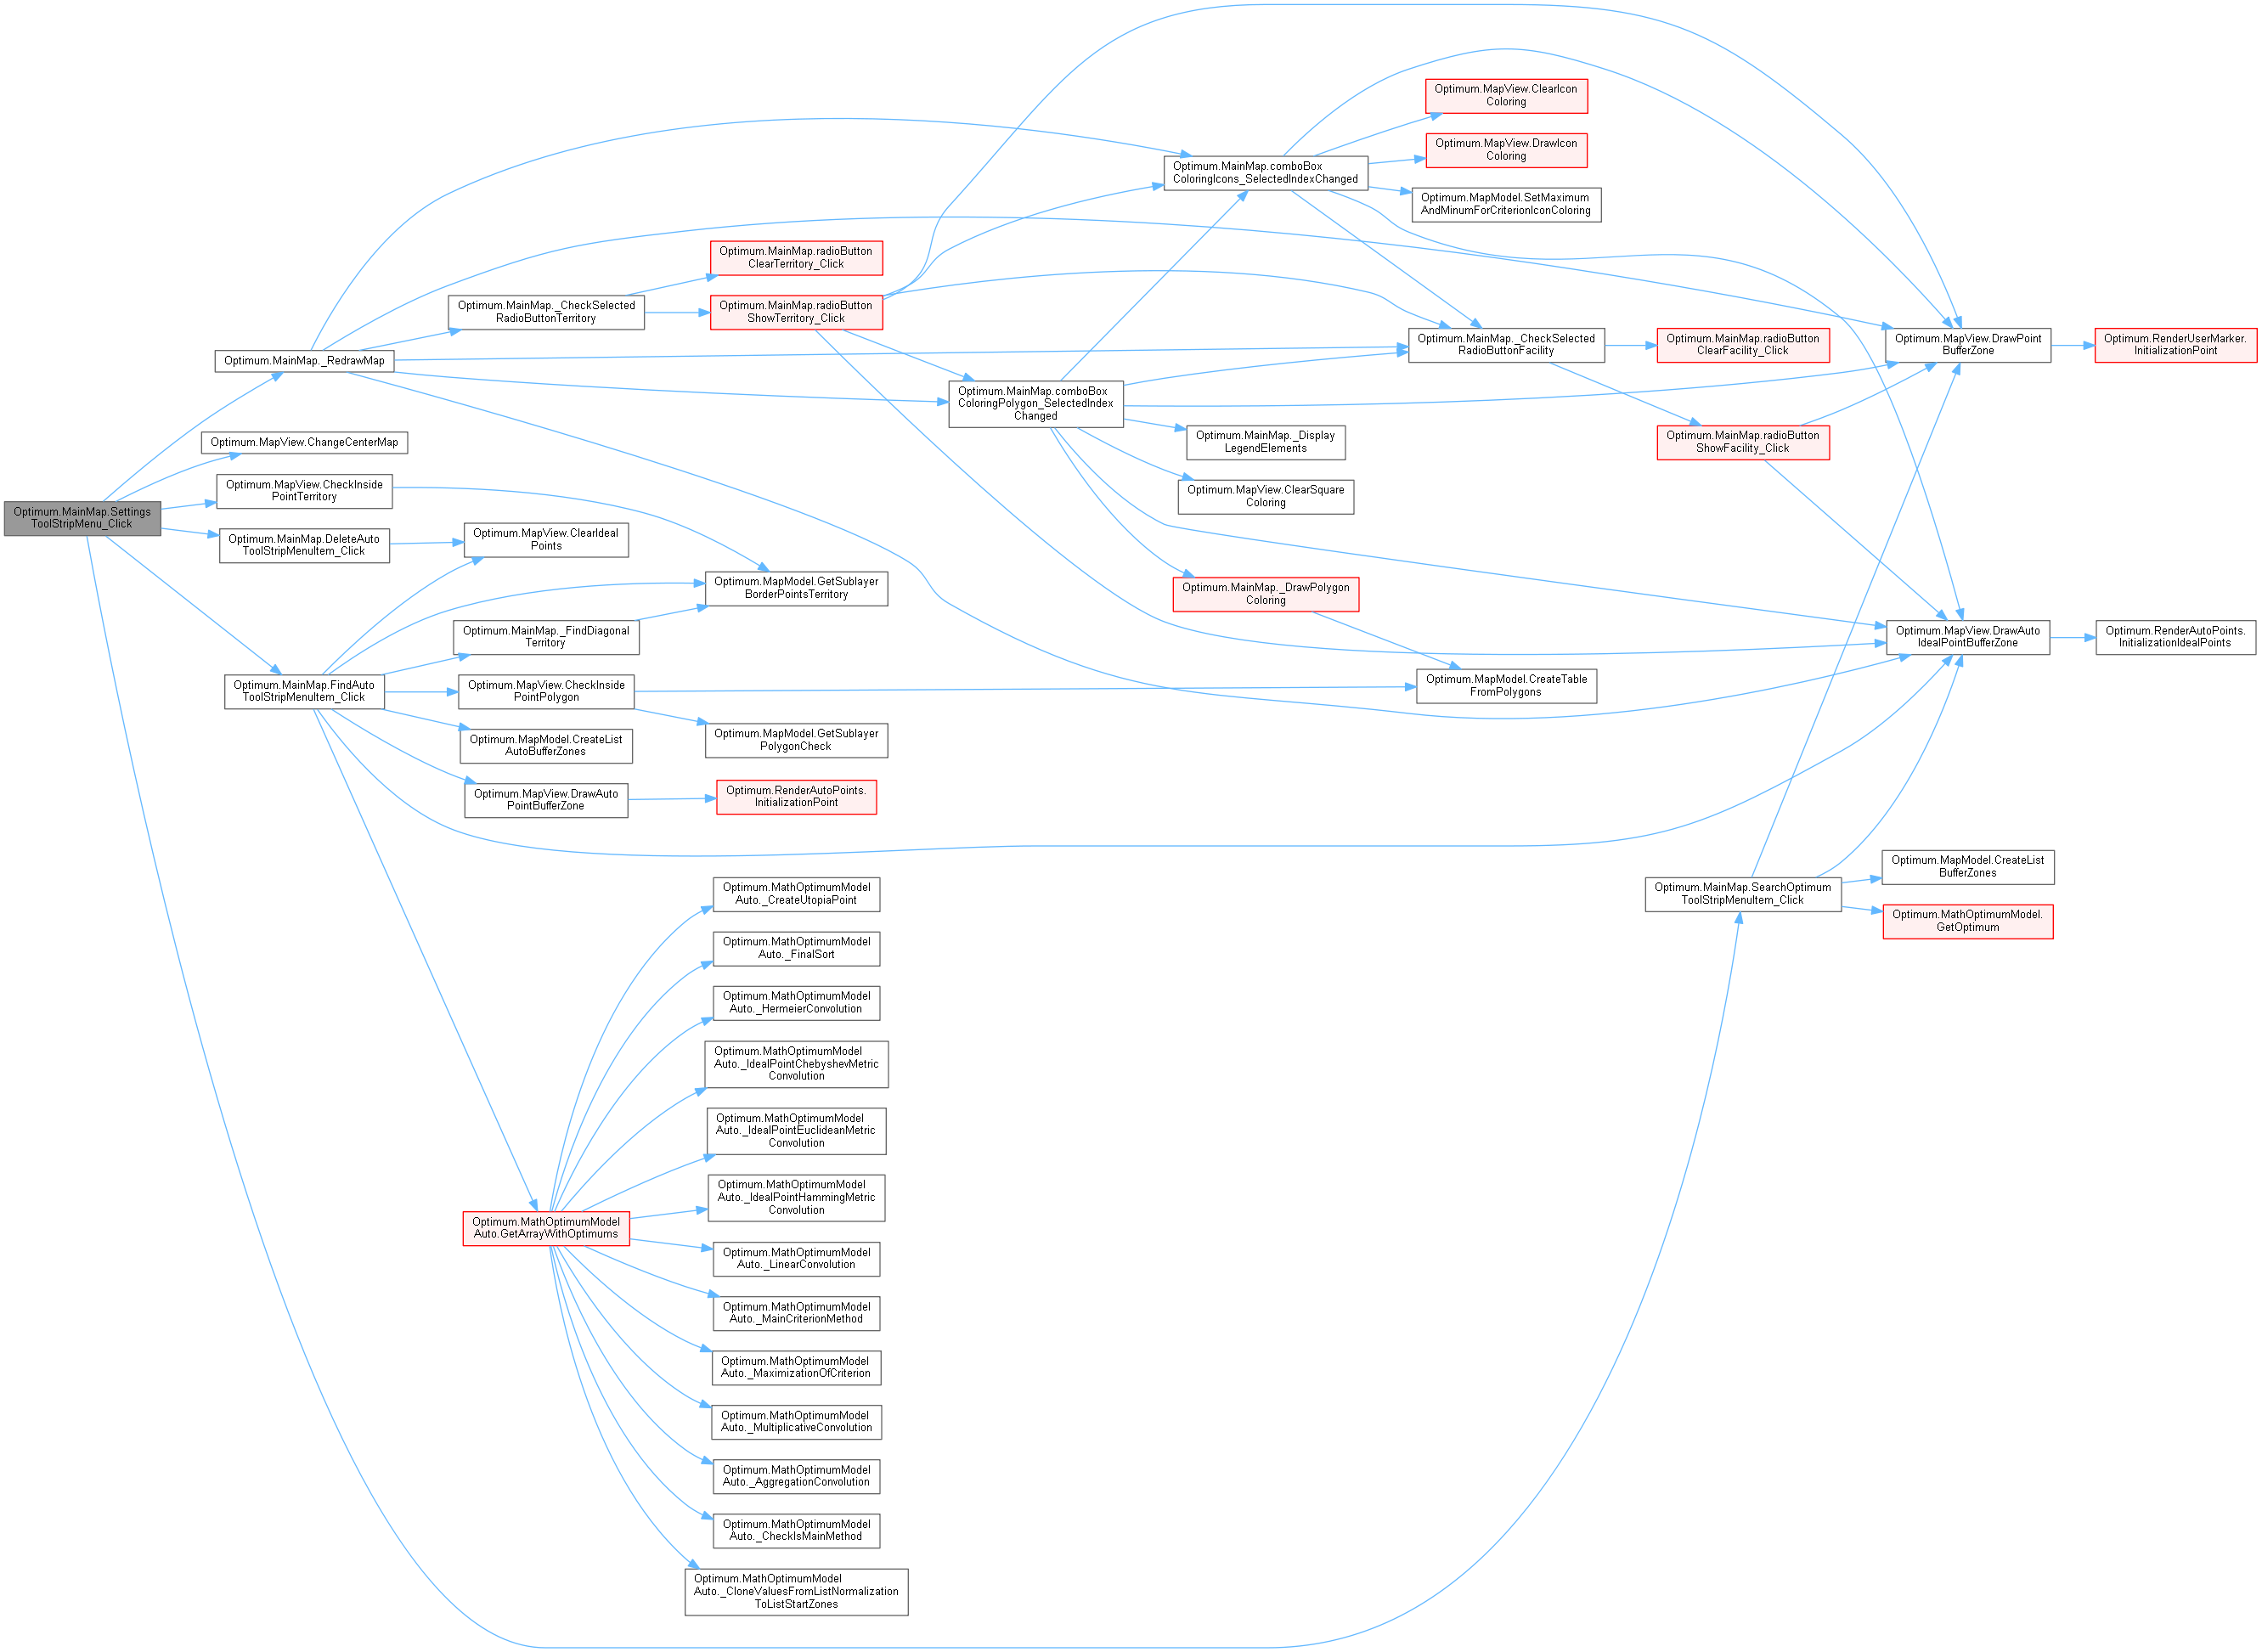 Optimum.MainMap.Settings
ToolStripMenu_Click
Optimum.MainMap._RedrawMap
Optimum.MapView.ChangeCenterMap
Optimum.MapView.CheckInside
PointTerritory
Optimum.MainMap.DeleteAuto
ToolStripMenuItem_Click
Optimum.MainMap.FindAuto
ToolStripMenuItem_Click
Optimum.MainMap._CheckSelected
RadioButtonTerritory
Optimum.MapView.ClearIdeal
Points
Optimum.MainMap._FindDiagonal
Territory
Optimum.MapView.CheckInside
PointPolygon
Optimum.MapModel.CreateList
AutoBufferZones
Optimum.MapView.DrawAuto
PointBufferZone
Optimum.MathOptimumModel
Auto.GetArrayWithOptimums
Optimum.MainMap.radioButton
ClearTerritory_Click
Optimum.MainMap.radioButton
ShowTerritory_Click
Optimum.MapModel.GetSublayer
BorderPointsTerritory
Optimum.MapModel.GetSublayer
PolygonCheck
Optimum.RenderAutoPoints.
InitializationPoint
Optimum.MathOptimumModel
Auto._CreateUtopiaPoint
Optimum.MathOptimumModel
Auto._FinalSort
Optimum.MathOptimumModel
Auto._HermeierConvolution
Optimum.MathOptimumModel
Auto._IdealPointChebyshevMetric
Convolution
Optimum.MathOptimumModel
Auto._IdealPointEuclideanMetric
Convolution
Optimum.MathOptimumModel
Auto._IdealPointHammingMetric
Convolution
Optimum.MathOptimumModel
Auto._LinearConvolution
Optimum.MathOptimumModel
Auto._MainCriterionMethod
Optimum.MathOptimumModel
Auto._MaximizationOfCriterion
Optimum.MathOptimumModel
Auto._MultiplicativeConvolution
Optimum.MathOptimumModel
Auto._AggregationConvolution
Optimum.MathOptimumModel
Auto._CheckIsMainMethod
Optimum.MathOptimumModel
Auto._CloneValuesFromListNormalization
ToListStartZones
Optimum.MainMap.comboBox
ColoringPolygon_SelectedIndex
Changed
Optimum.MainMap.comboBox
ColoringIcons_SelectedIndexChanged
Optimum.MainMap._Display
LegendElements
Optimum.MapView.ClearSquare
Coloring
Optimum.MainMap._DrawPolygon
Coloring
Optimum.MapView.ClearIcon
Coloring
Optimum.MapView.DrawIcon
Coloring
Optimum.MapModel.SetMaximum
AndMinumForCriterionIconColoring
Optimum.MainMap._CheckSelected
RadioButtonFacility
Optimum.MapModel.CreateTable
FromPolygons
Optimum.MainMap.radioButton
ClearFacility_Click
Optimum.MainMap.radioButton
ShowFacility_Click
Optimum.MainMap.SearchOptimum
ToolStripMenuItem_Click
Optimum.MapView.DrawPoint
BufferZone
Optimum.MapView.DrawAuto
IdealPointBufferZone
Optimum.MapModel.CreateList
BufferZones
Optimum.MathOptimumModel.
GetOptimum
Optimum.RenderUserMarker.
InitializationPoint
Optimum.RenderAutoPoints.
InitializationIdealPoints